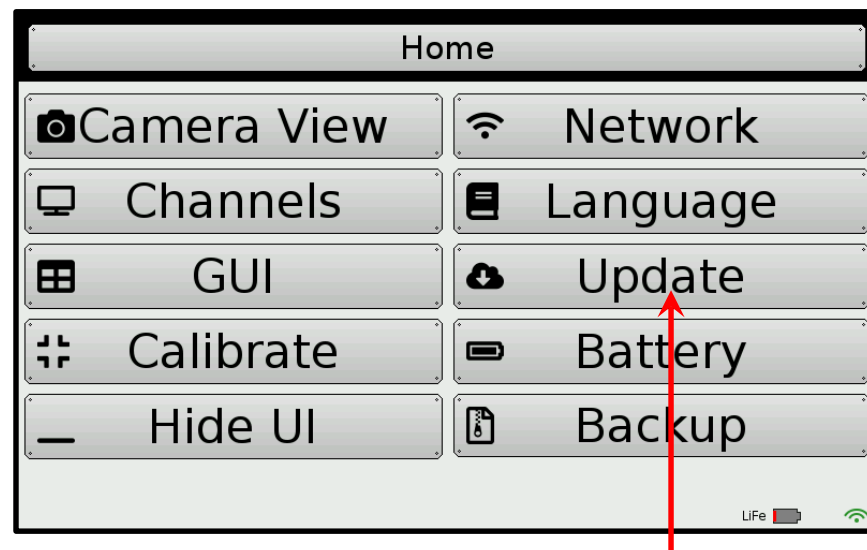 Home
Camera View
Network
Channels
Language
GUI
Update
Calibrate
Battery
Hide UI
Backup
LiFe